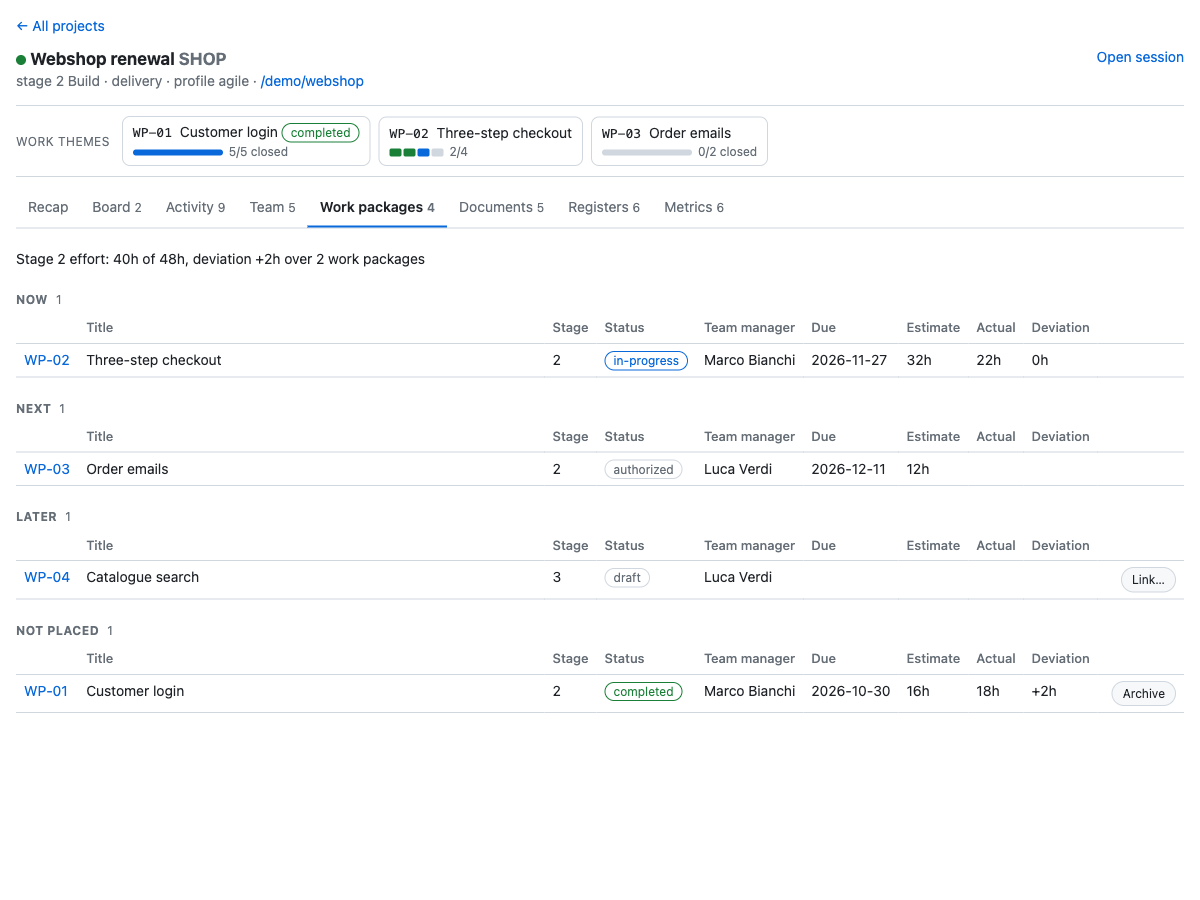 ← All projects
Webshop renewal SHOP
Open session
stage 2 Build · delivery · profile agile · /demo/webshop
WORK THEMES
WP-01 Customer login completed
5/5 closed
WP-02 Three-step checkout
2/4
WP-03 Order emails
0/2 closed
Recap Board 2 Activity 9 Team 5 Work packages 4 Documents 5 Registers 6 Metrics 6
Stage 2 effort: 40h of 48h, deviation +2h over 2 work packages
NOW 1
Title Stage Status Team manager Due Estimate Actual Deviation
WP-02 Three-step checkout 2 in-progress Marco Bianchi 2026-11-27 32h 22h 0h
NEXT 1
Title Stage Status Team manager Due Estimate Actual Deviation
WP-03 Order emails 2 authorized Luca Verdi 2026-12-11 12h
LATER 1
Title Stage Status Team manager Due Estimate Actual Deviation
WP-04 Catalogue search 3 draft Luca Verdi Link...
NOT PLACED 1
Title Stage Status Team manager Due Estimate Actual Deviation
WP-01 Customer login 2 completed Marco Bianchi 2026-10-30 16h 18h +2h Archive